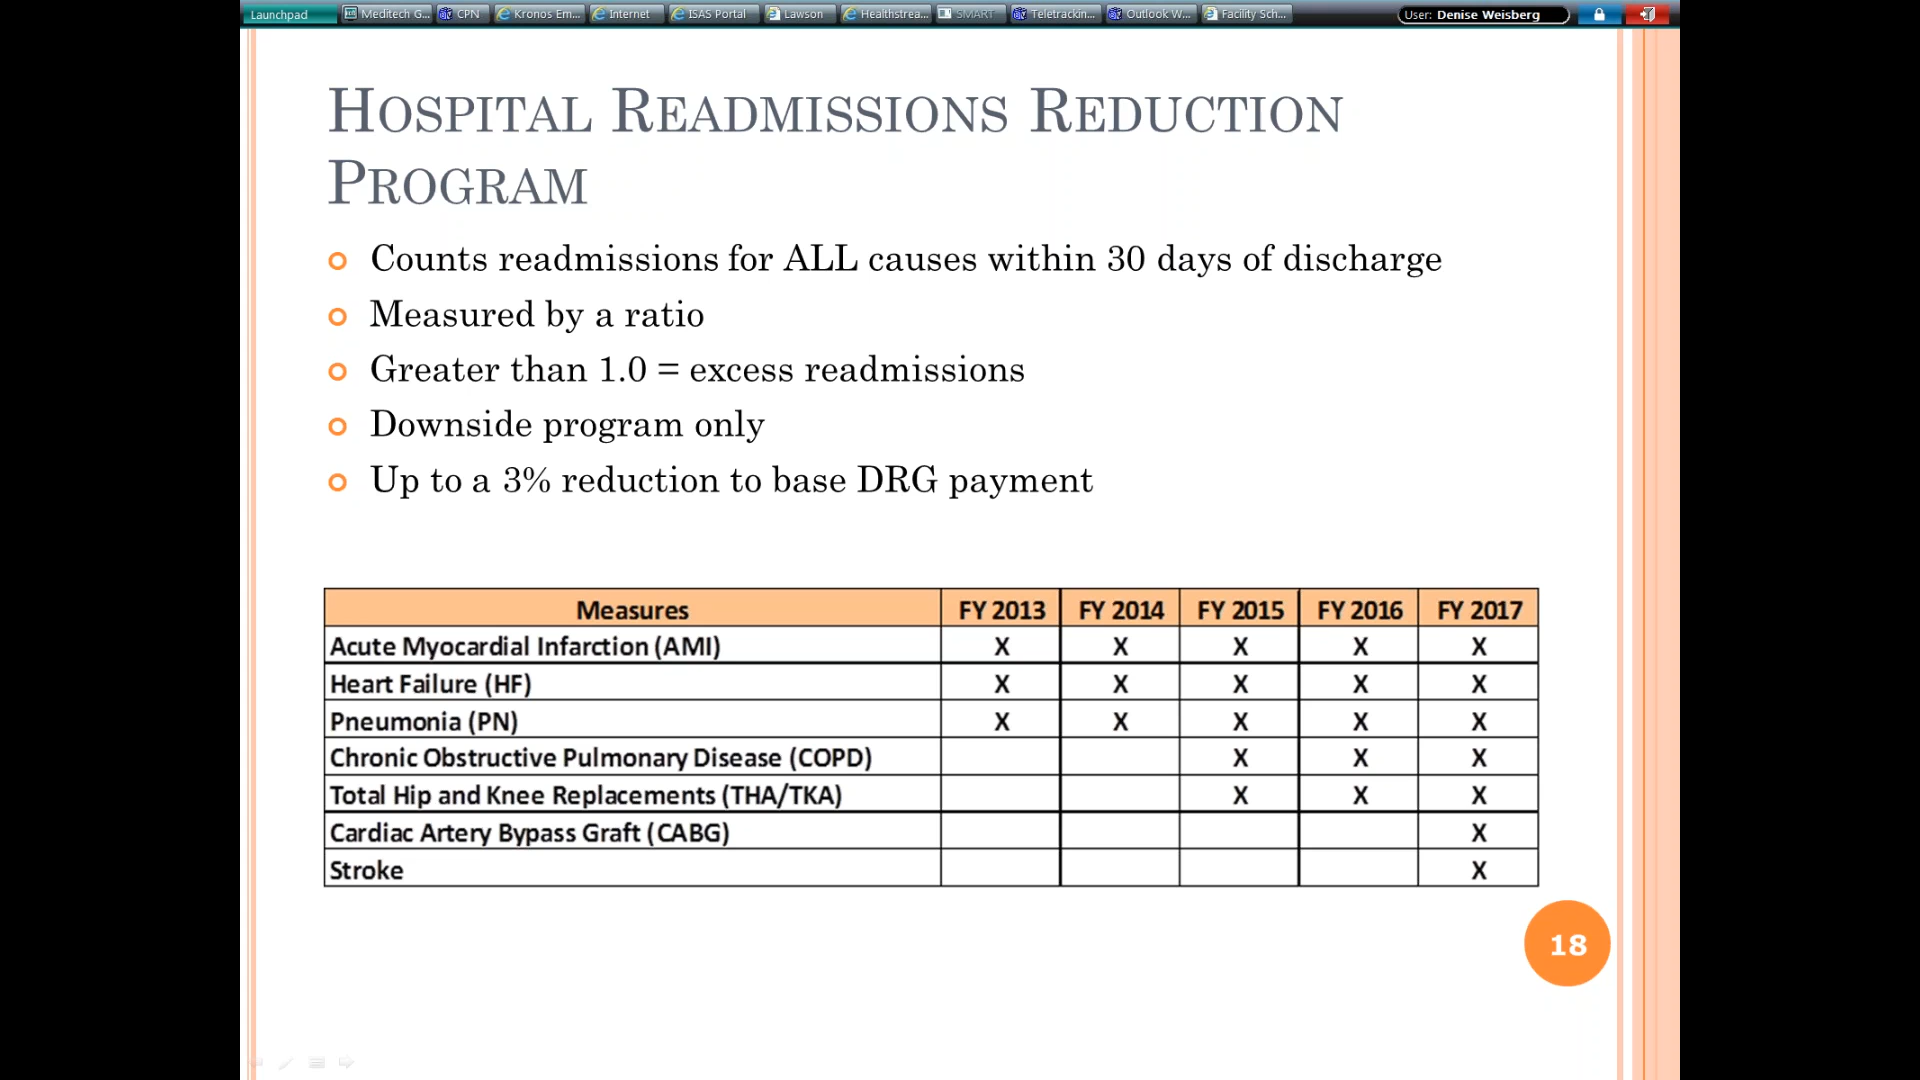 Launchpad Meditech G... CPN Kronos Em... Internet ISAS Portal Lawson Healthstrea... SMART Teletrackin... Outlook W... Facility Sch... User: Denise Weisberg
HOSPITAL READMISSIONS REDUCTION
PROGRAM
Counts readmissions for ALL causes within 30 days of discharge
Measured by a ratio
Greater than 1.0 = excess readmissions
Downside program only
Up to a 3% reduction to base DRG payment
Measures FY 2013 FY 2014 FY 2015 FY 2016 FY 2017
Acute Myocardial Infarction (AMI) X X X X X
Heart Failure (HF) X X X X X
Pneumonia (PN) X X X X X
Chronic Obstructive Pulmonary Disease (COPD) X X X
Total Hip and Knee Replacements (THA/TKA) X X X
Cardiac Artery Bypass Graft (CABG) X
Stroke X
18